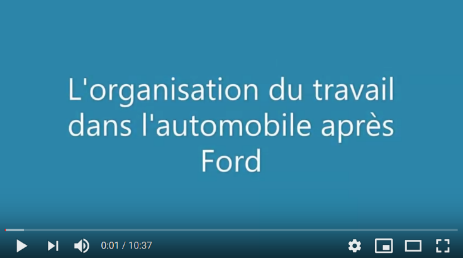 L'organisation du travail
dans l'automobile après
Ford
0:01 / 10:37